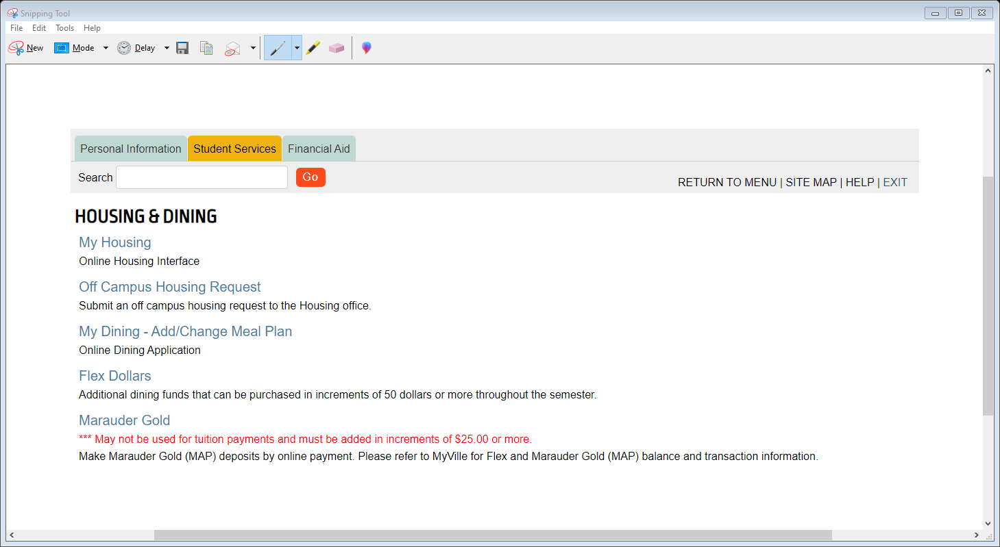 Snipping Tool
File Edit Tools Help
New Mode Delay
Personal Information Student Services Financial Aid
Search Go
RETURN TO MENU | SITE MAP | HELP | EXIT
HOUSING & DINING
My Housing
Online Housing Interface
Off Campus Housing Request
Submit an off campus housing request to the Housing office.
My Dining - Add/Change Meal Plan
Online Dining Application
Flex Dollars
Additional dining funds that can be purchased in increments of 50 dollars or more throughout the semester.
Marauder Gold
*** May not be used for tuition payments and must be added in increments of $25.00 or more.
Make Marauder Gold (MAP) deposits by online payment. Please refer to MyVille for Flex and Marauder Gold (MAP) balance and transaction information.